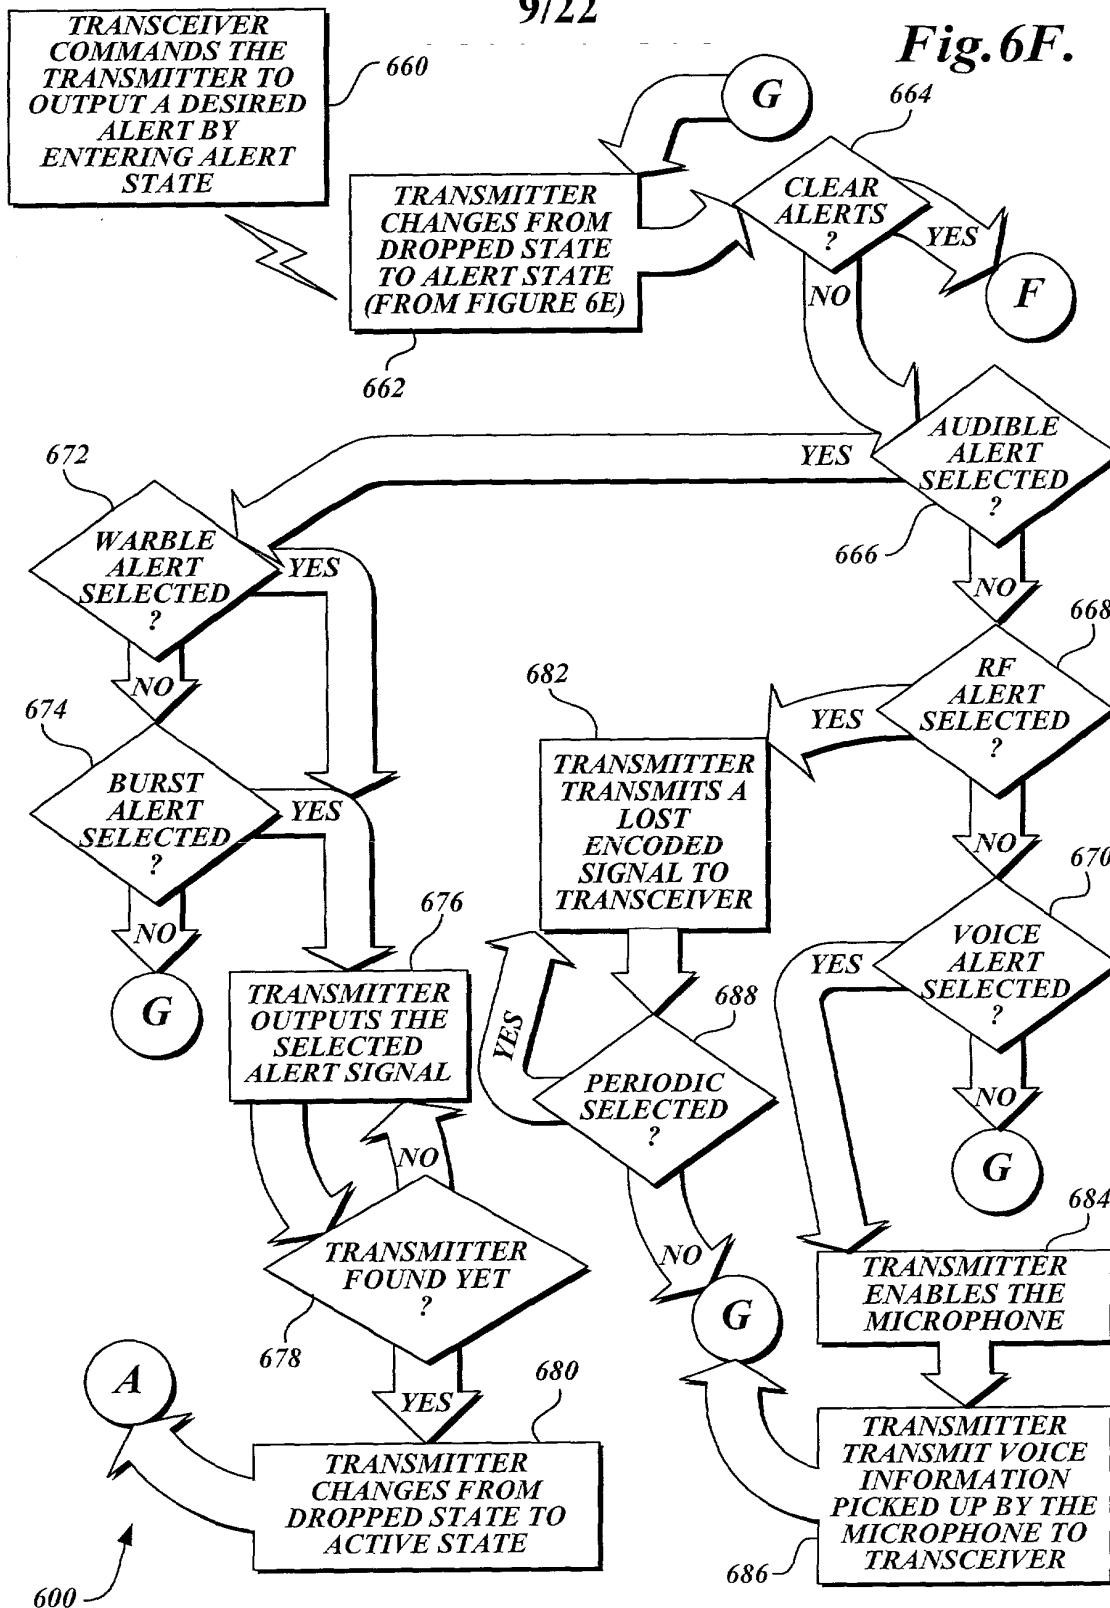 9/22
Fig.6F.
TRANSCEIVER
COMMANDS THE
TRANSMITTER TO
OUTPUT A DESIRED
ALERT BY
ENTERING ALERT
STATE
660
G
664
TRANSMITTER
CHANGES FROM
DROPPED STATE
TO ALERT STATE
(FROM FIGURE 6E)
662
CLEAR
ALERTS
?
YES
F
NO
AUDIBLE
ALERT
SELECTED
?
666
YES
NO
672
WARBLE
ALERT
SELECTED
?
YES
NO
668
RF
ALERT
SELECTED
?
YES
NO
682
TRANSMITTER
TRANSMITS A
LOST
ENCODED
SIGNAL TO
TRANSCEIVER
674
BURST
ALERT
SELECTED
?
YES
NO
G
670
VOICE
ALERT
SELECTED
?
YES
NO
G
676
TRANSMITTER
OUTPUTS THE
SELECTED
ALERT SIGNAL
688
PERIODIC
SELECTED
?
YES
NO
G
NO
TRANSMITTER
FOUND YET
?
678
YES
684
TRANSMITTER
ENABLES THE
MICROPHONE
A
680
TRANSMITTER
CHANGES FROM
DROPPED STATE TO
ACTIVE STATE
TRANSMITTER
TRANSMIT VOICE
INFORMATION
PICKED UP BY THE
MICROPHONE TO
TRANSCEIVER
686
600